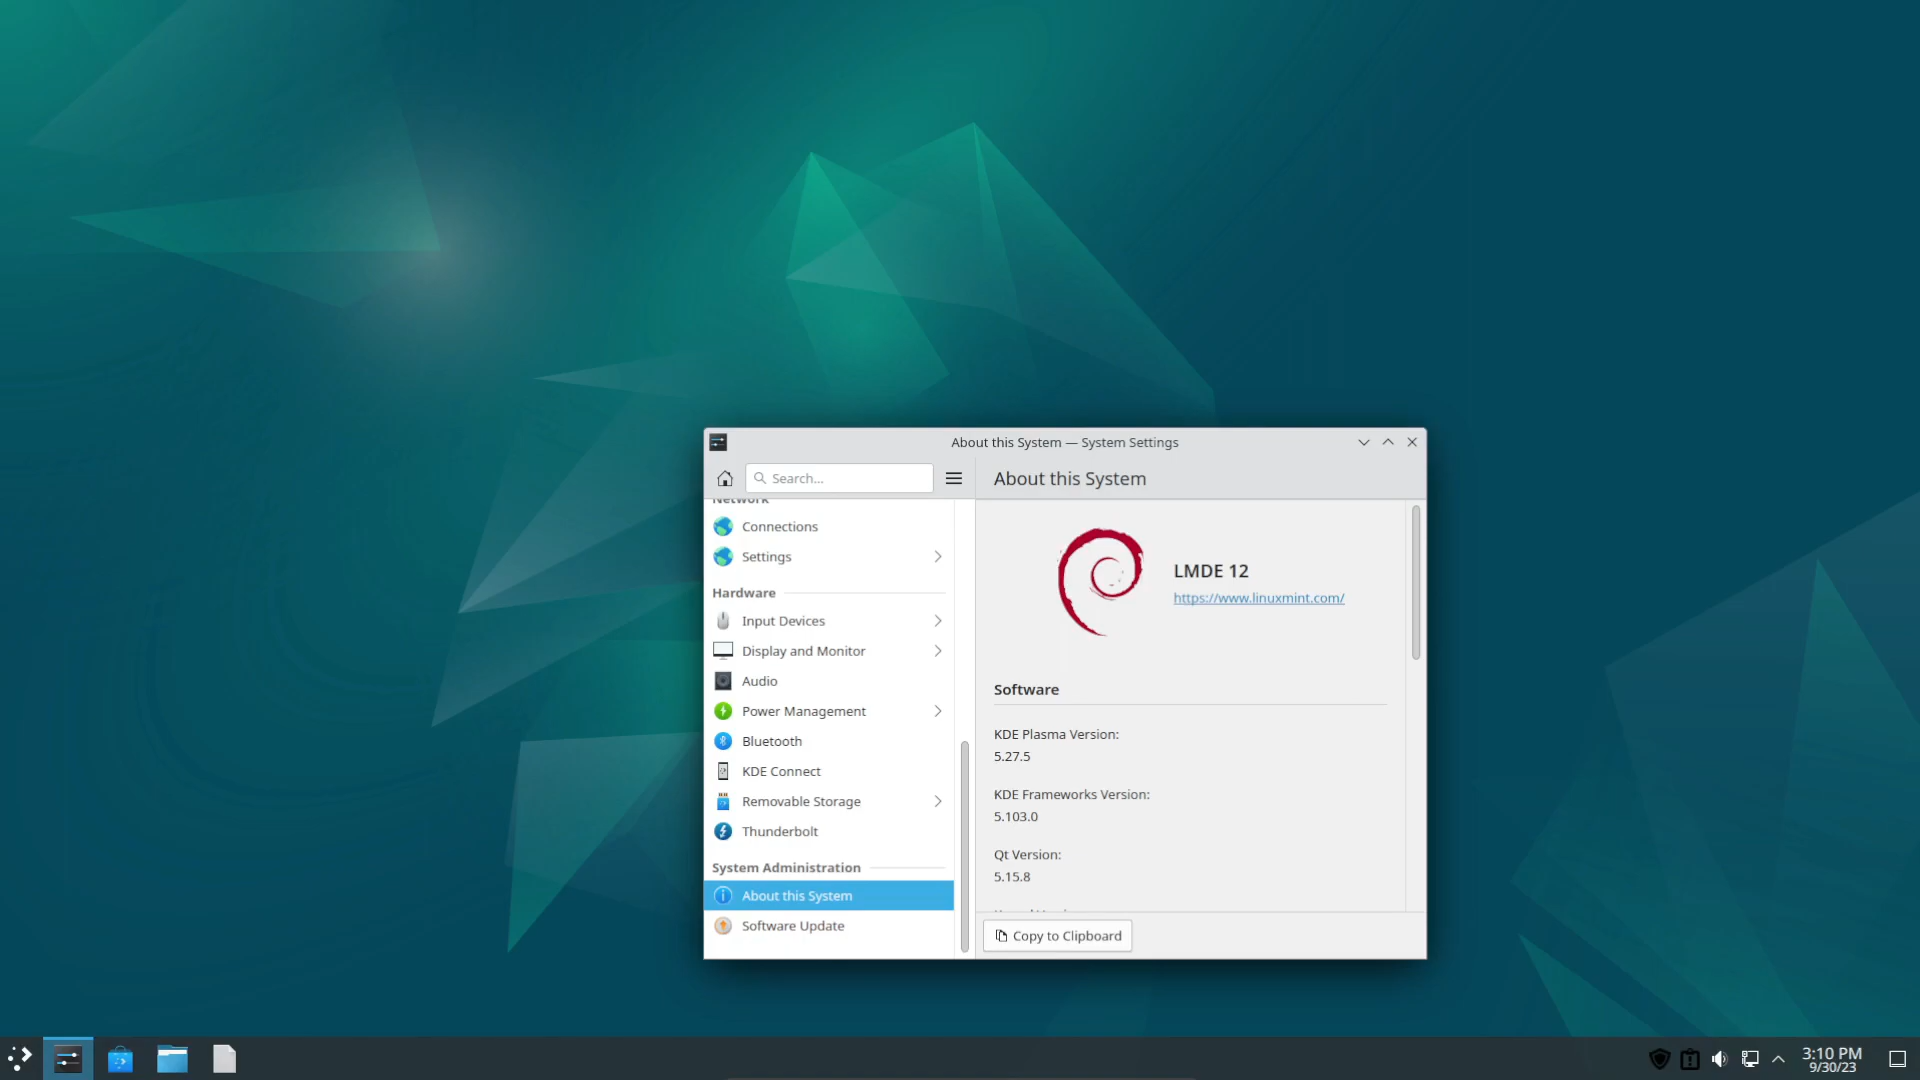 About this System — System Settings
Search...
About this System
Network
Connections
Settings
Hardware
Input Devices
Display and Monitor
Audio
Power Management
Bluetooth
KDE Connect
Removable Storage
Thunderbolt
System Administration
About this System
Software Update
LMDE 12
https://www.linuxmint.com/
Software
KDE Plasma Version:
5.27.5
KDE Frameworks Version:
5.103.0
Qt Version:
5.15.8
Copy to Clipboard
3:10 PM
9/30/23